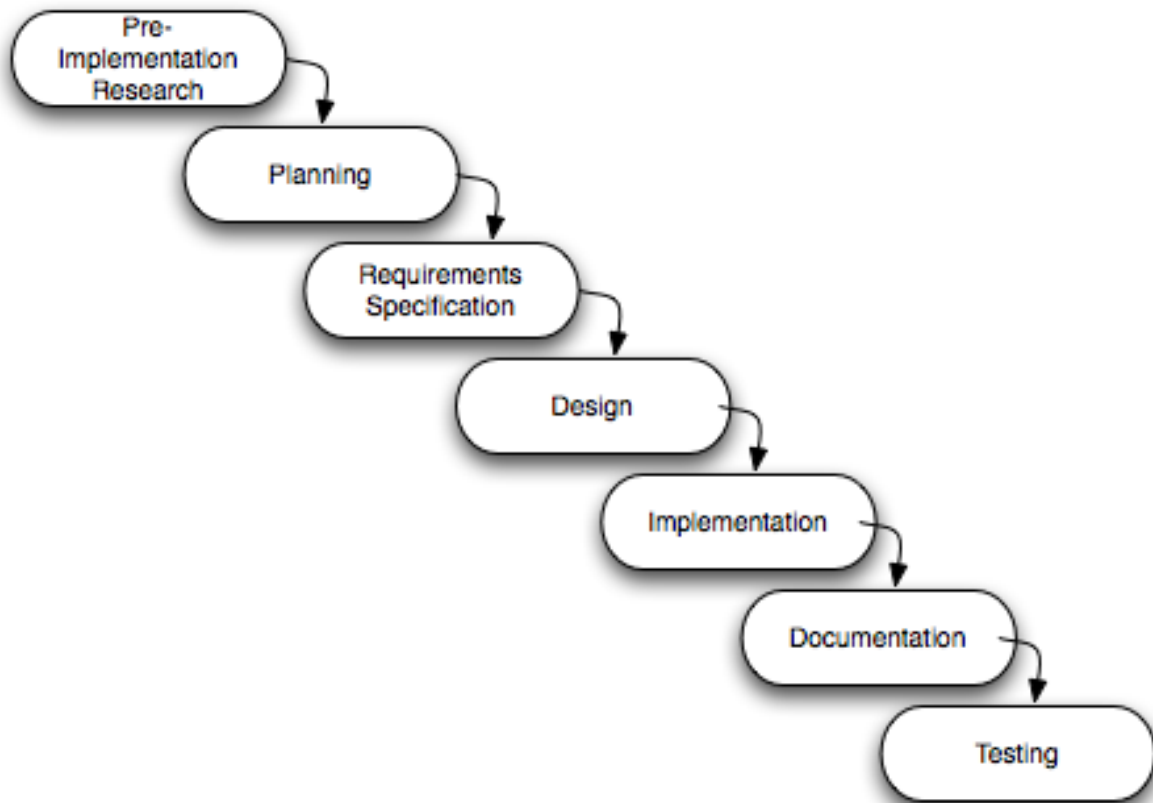 Pre-
Implementation
Research
Planning
Requirements
Specification
Design
Implementation
Documentation
Testing